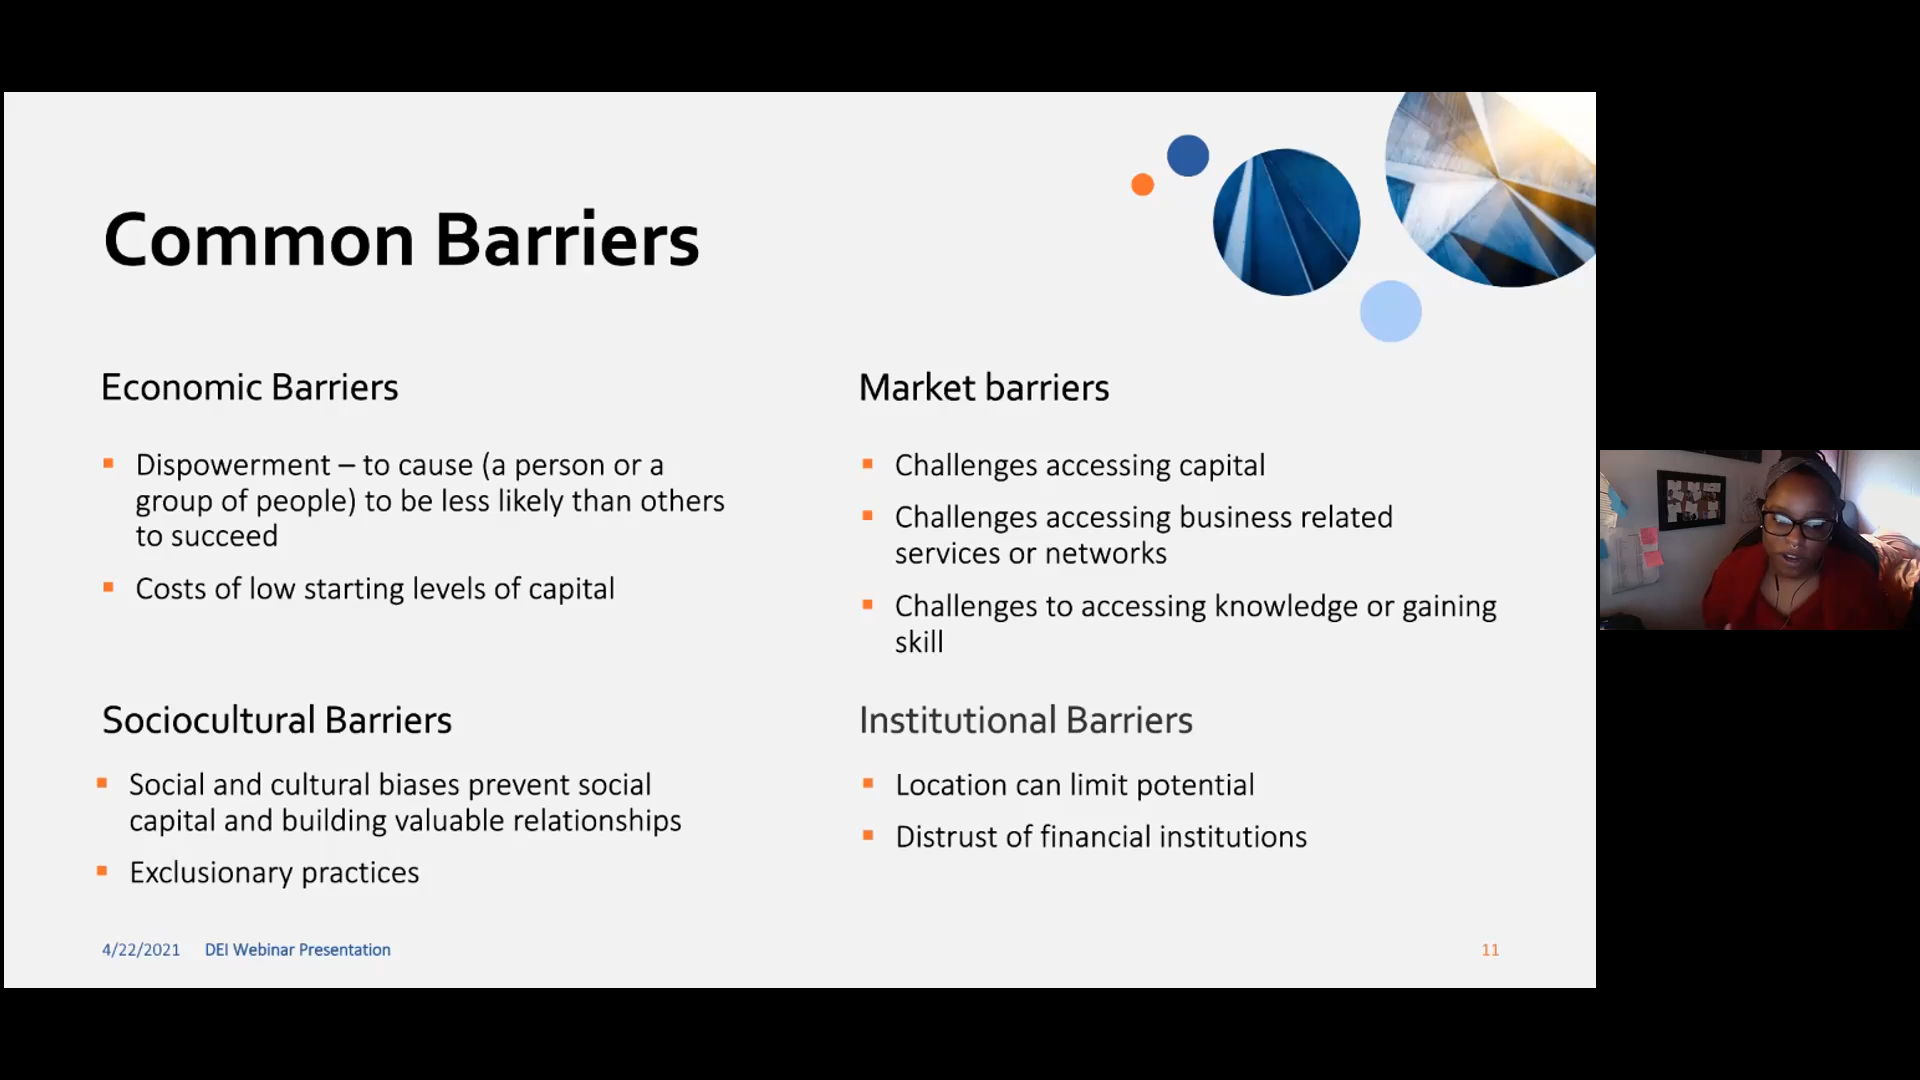 Common Barriers
Economic Barriers
Dispowerment – to cause (a person or a
group of people) to be less likely than others
to succeed
Costs of low starting levels of capital
Market barriers
Challenges accessing capital
Challenges accessing business related
services or networks
Challenges to accessing knowledge or gaining
skill
Sociocultural Barriers
Social and cultural biases prevent social
capital and building valuable relationships
Exclusionary practices
Institutional Barriers
Location can limit potential
Distrust of financial institutions
4/22/2021 DEI Webinar Presentation 11